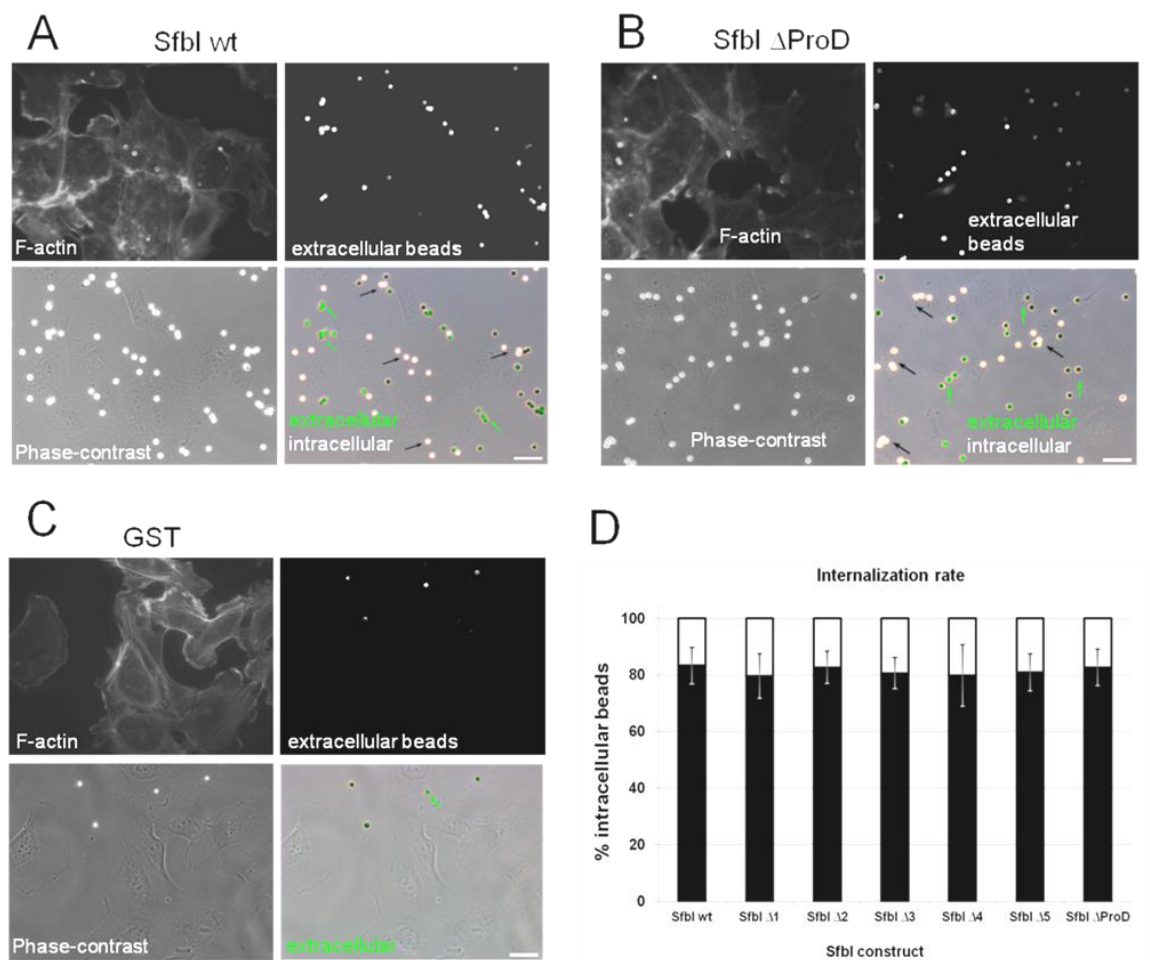 A
SfbI wt
F-actin
extracellular beads
Phase-contrast
extracellular
intracellular
B
SfbI ΔProD
F-actin
extracellular
beads
Phase-contrast
extracellular
intracellular
C
GST
F-actin
extracellular beads
Phase-contrast
extracellular
D
Internalization rate
% intracellular beads
100
80
60
40
20
0
SfbI wt SfbI Δ1 SfbI Δ2 SfbI Δ3 SfbI Δ4 SfbI Δ5 SfbI ΔProD
SfbI construct